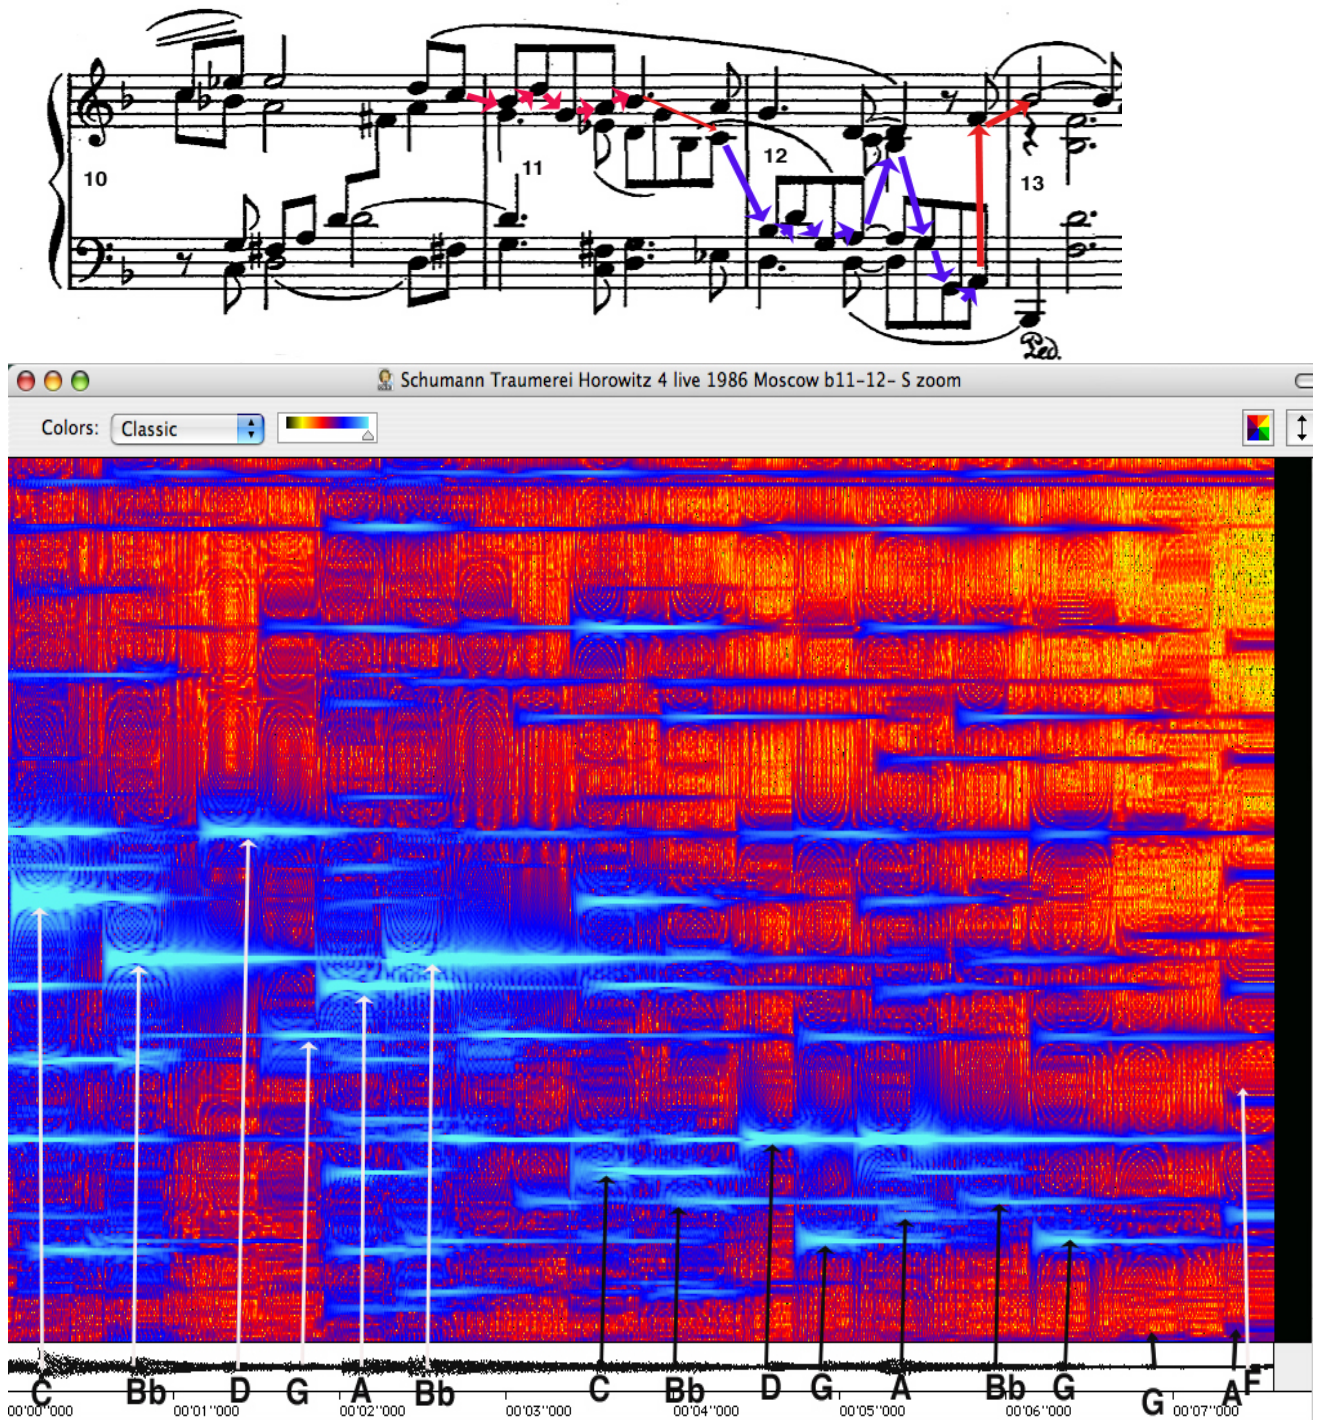 10
11
12
13
Ped.
Schumann Traumerei Horowitz 4 live 1986 Moscow b11-12- S zoom
Colors: Classic
C Bb D G A Bb C Bb D G A Bb G G A F
00'00"000 00'01"000 00'02"000 00'03"000 00'04"000 00'05"000 00'06"000 00'07"000